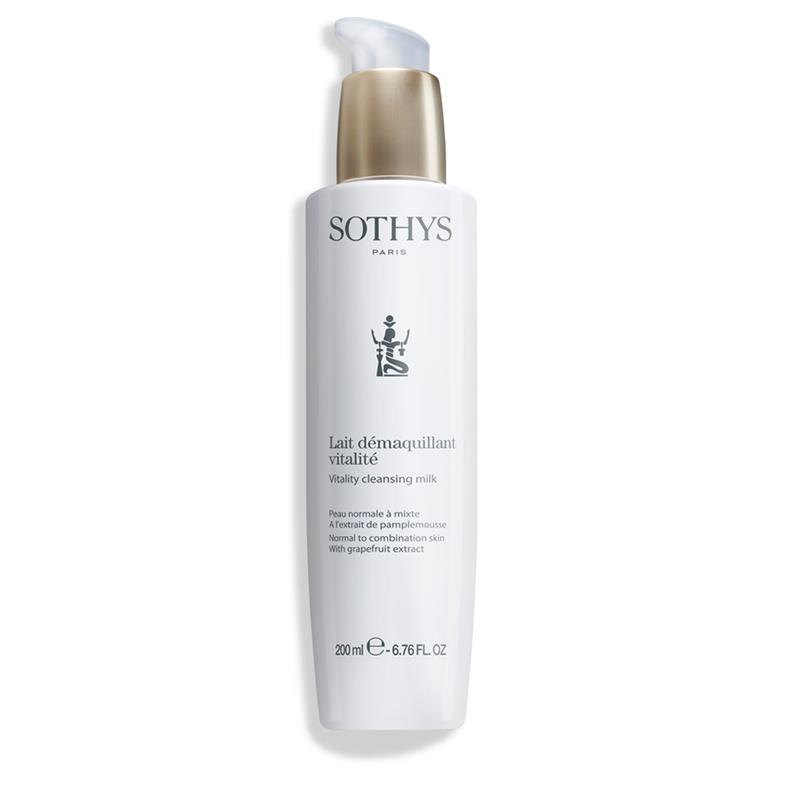 SOTHYS
PARIS
Lait démaquillant
vitalité
Vitality cleansing milk
Peau normale à mixte
A l'extrait de pamplemousse
Normal to combination skin
With grapefruit extract
200 ml ℮ - 6.76 FL. OZ